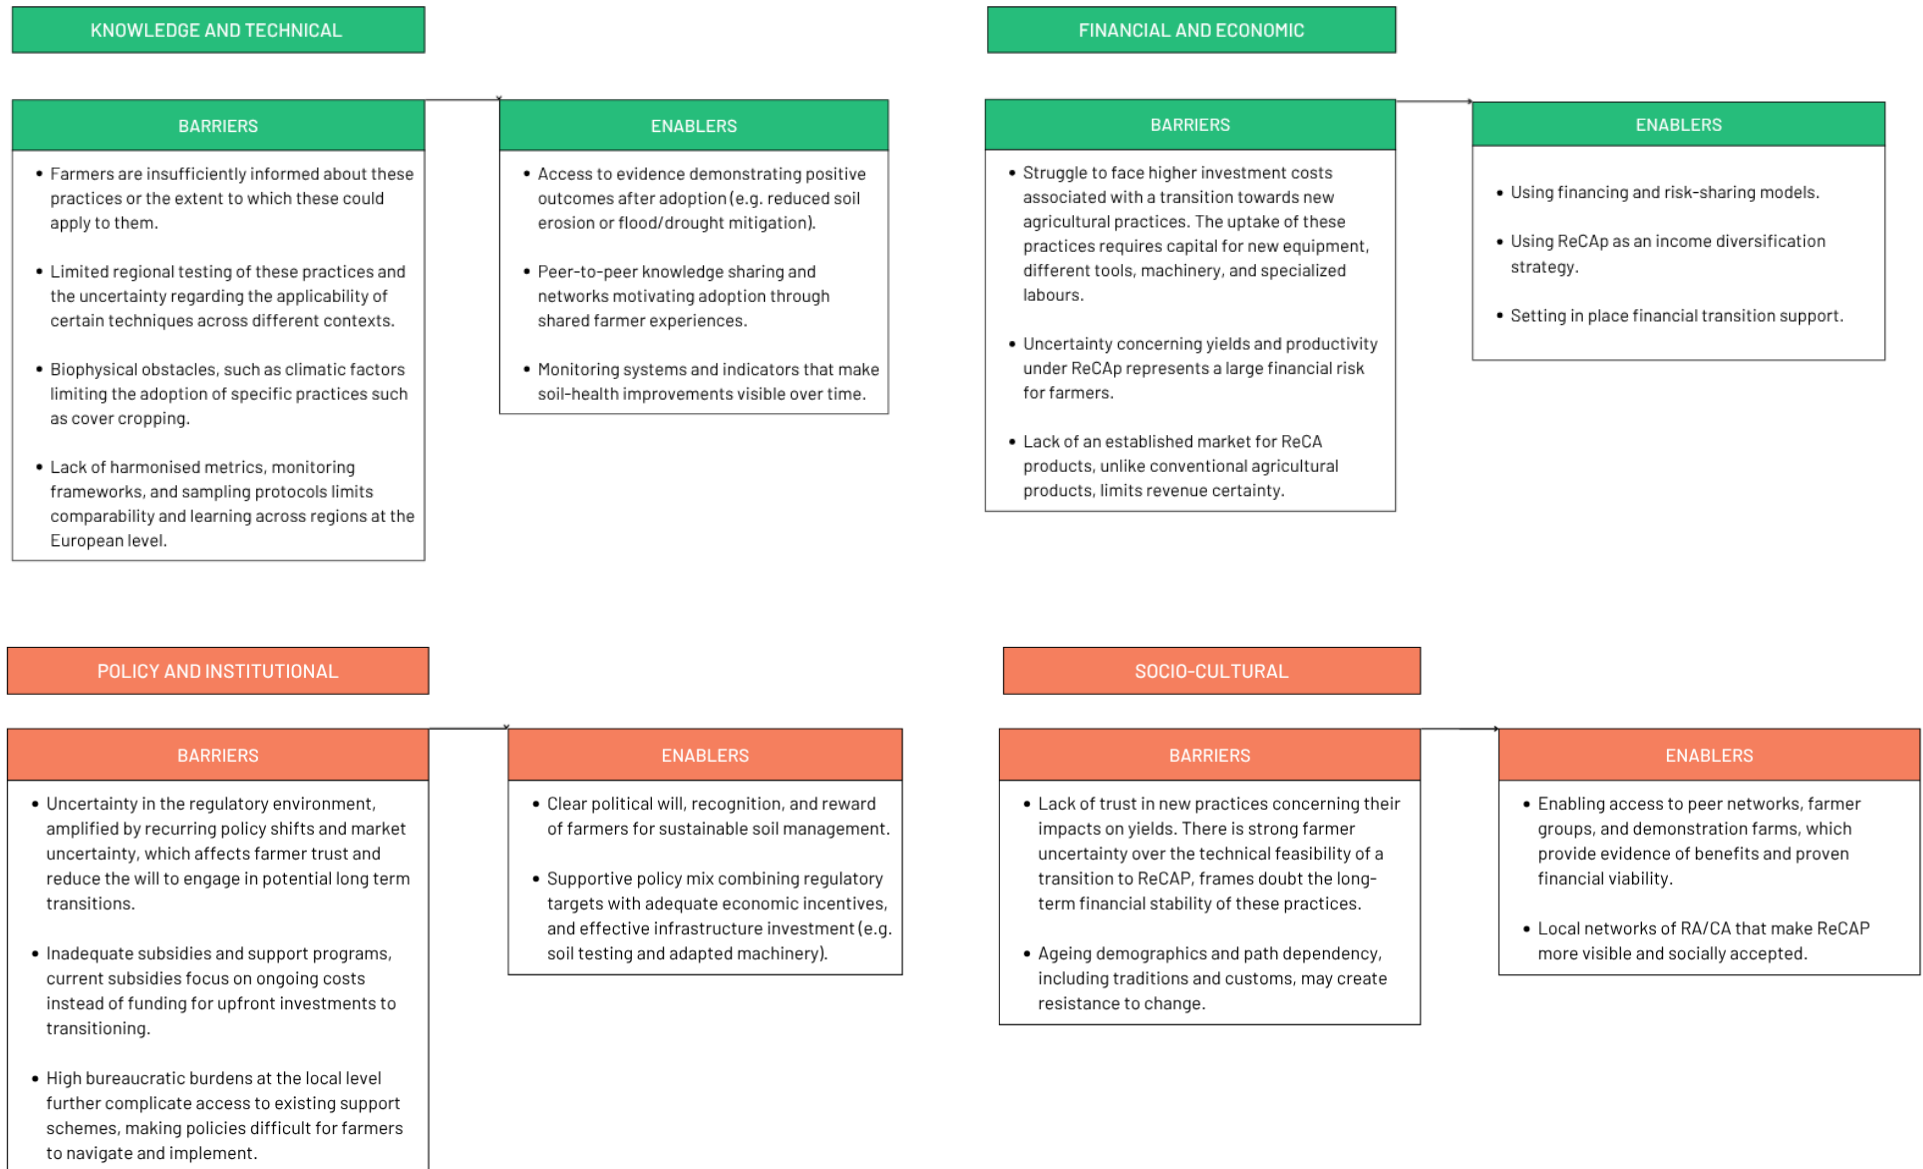 KNOWLEDGE AND TECHNICAL
BARRIERS
• Farmers are insufficiently informed about these
practices or the extent to which these could
apply to them.
• Limited regional testing of these practices and
the uncertainty regarding the applicability of
certain techniques across different contexts.
• Biophysical obstacles, such as climatic factors
limiting the adoption of specific practices such
as cover cropping.
• Lack of harmonised metrics, monitoring
frameworks, and sampling protocols limits
comparability and learning across regions at the
European level.
ENABLERS
• Access to evidence demonstrating positive
outcomes after adoption (e.g. reduced soil
erosion or flood/drought mitigation).
• Peer-to-peer knowledge sharing and
networks motivating adoption through
shared farmer experiences.
• Monitoring systems and indicators that make
soil-health improvements visible over time.
FINANCIAL AND ECONOMIC
BARRIERS
• Struggle to face higher investment costs
associated with a transition towards new
agricultural practices. The uptake of these
practices requires capital for new equipment,
different tools, machinery, and specialized
labours.
• Uncertainty concerning yields and productivity
under ReCAp represents a large financial risk
for farmers.
• Lack of an established market for ReCA
products, unlike conventional agricultural
products, limits revenue certainty.
ENABLERS
• Using financing and risk-sharing models.
• Using ReCAp as an income diversification
strategy.
• Setting in place financial transition support.
POLICY AND INSTITUTIONAL
BARRIERS
• Uncertainty in the regulatory environment,
amplified by recurring policy shifts and market
uncertainty, which affects farmer trust and
reduce the will to engage in potential long term
transitions.
• Inadequate subsidies and support programs,
current subsidies focus on ongoing costs
instead of funding for upfront investments to
transitioning.
• High bureaucratic burdens at the local level
further complicate access to existing support
schemes, making policies difficult for farmers
to navigate and implement.
ENABLERS
• Clear political will, recognition, and reward
of farmers for sustainable soil management.
• Supportive policy mix combining regulatory
targets with adequate economic incentives,
and effective infrastructure investment (e.g.
soil testing and adapted machinery).
SOCIO-CULTURAL
BARRIERS
• Lack of trust in new practices concerning their
impacts on yields. There is strong farmer
uncertainty over the technical feasibility of a
transition to ReCAP, frames doubt the long-
term financial stability of these practices.
• Ageing demographics and path dependency,
including traditions and customs, may create
resistance to change.
ENABLERS
• Enabling access to peer networks, farmer
groups, and demonstration farms, which
provide evidence of benefits and proven
financial viability.
• Local networks of RA/CA that make ReCAP
more visible and socially accepted.